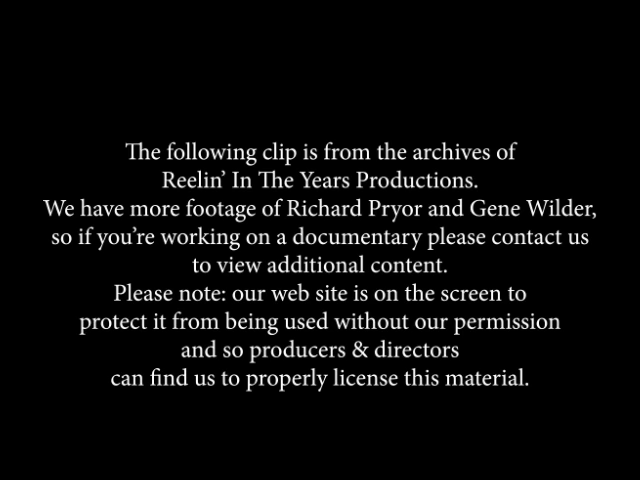 The following clip is from the archives of
Reelin’ In The Years Productions.
We have more footage of Richard Pryor and Gene Wilder,
so if you’re working on a documentary please contact us
to view additional content.
Please note: our web site is on the screen to
protect it from being used without our permission
and so producers & directors
can find us to properly license this material.